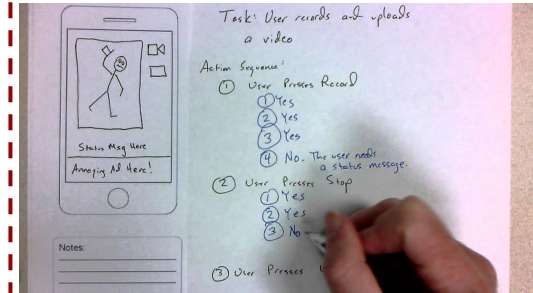 Task: User records and uploads
a video
Action Sequence:
① User Presses Record
① Yes
② Yes
③ Yes
④ No. The user needs
a status message.
② User Presses Stop
① Yes
② Yes
③ No
③ User Presses
Status Msg Here
Annoying Ad Here!
Notes: